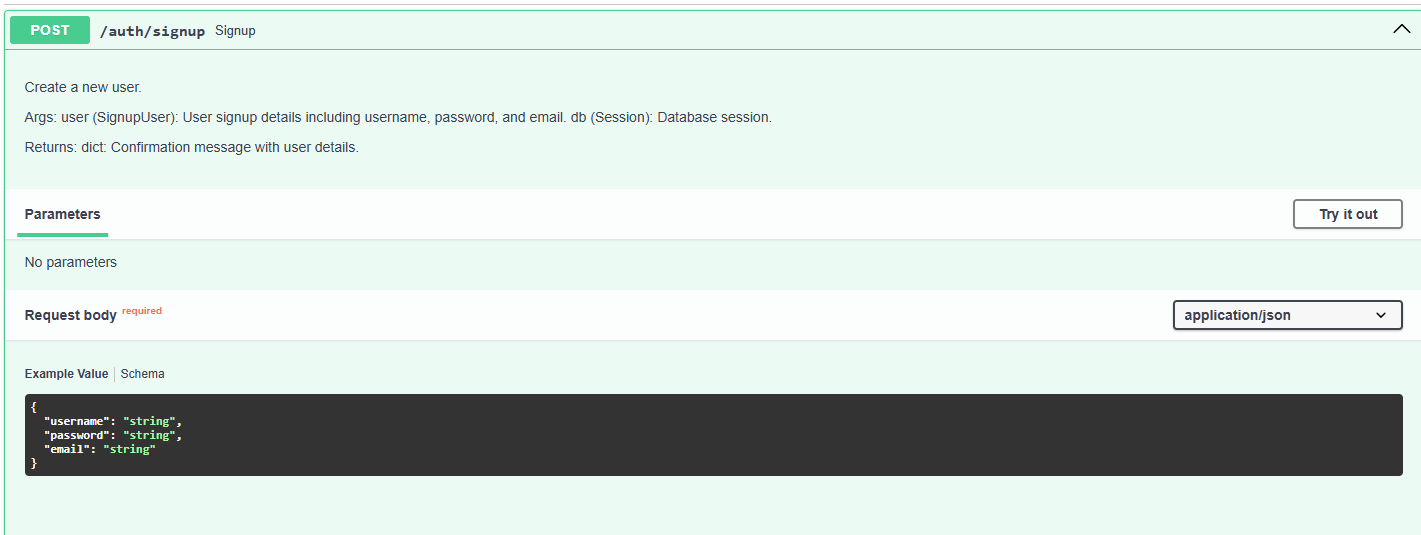 POST /auth/signup Signup
Create a new user.
Args: user (SignupUser): User signup details including username, password, and email. db (Session): Database session.
Returns: dict: Confirmation message with user details.
Parameters
Try it out
No parameters
Request body required
application/json
Example Value Schema
{
  "username": "string",
  "password": "string",
  "email": "string"
}